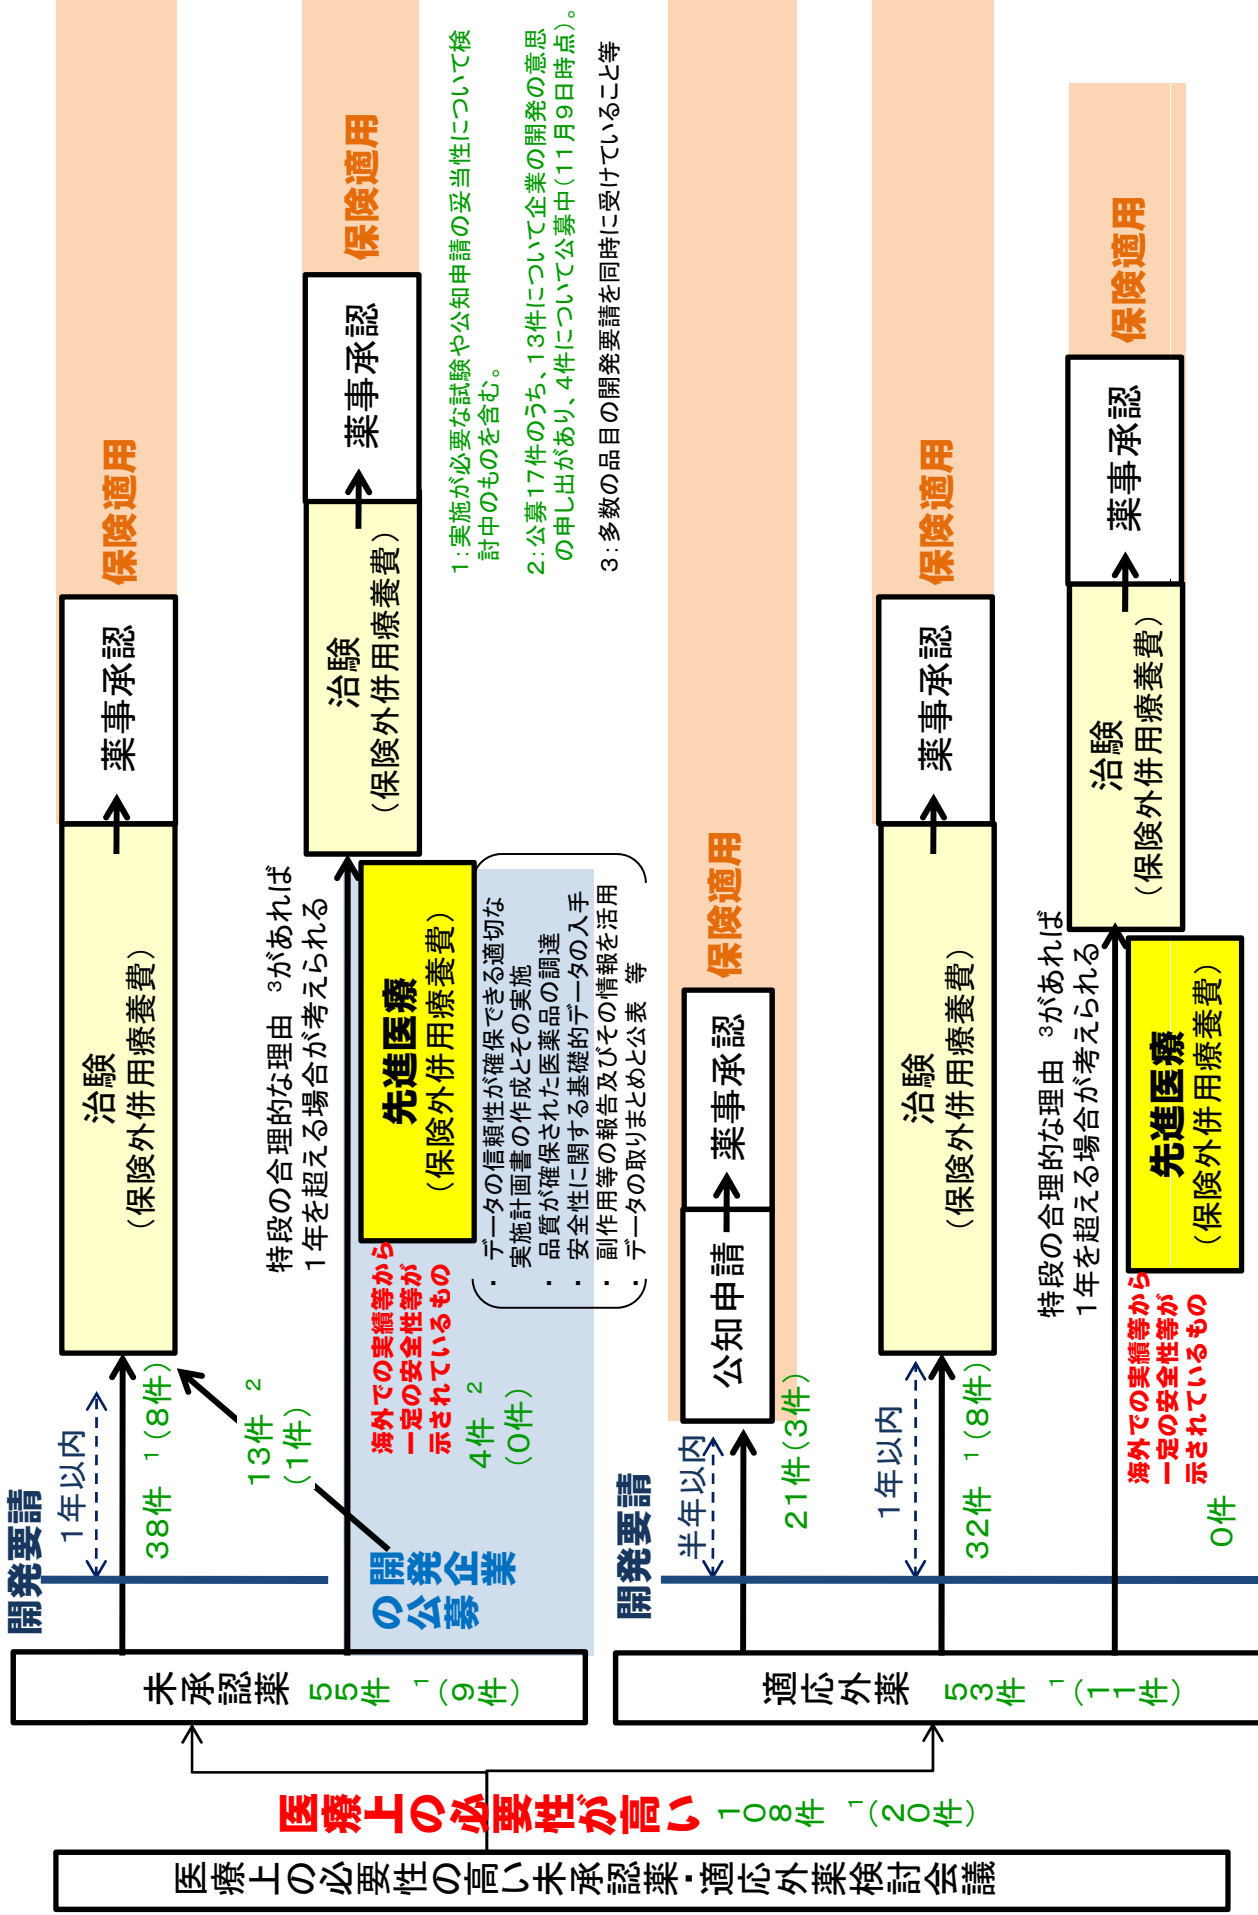 医療上の必要性の高い未承認薬・適応外薬検討会議
医療上の必要性が高い 108件 1(20件)
未承認薬 55件 1(9件)
開発要請
1年以内
38件 1(8件)
治験
(保険外併用療養費)
薬事承認
保険適用
13件 2
(1件)
開発企業
の公募
特段の合理的な理由 3があれば
1年を超える場合が考えられる
海外での実績等から
一定の安全性等が
示されているもの
4件 2
(0件)
先進医療
(保険外併用療養費)
・ データの信頼性が確保できる適切な
実施計画書の作成とその実施
・ 品質が確保された医薬品の調達
・ 安全性に関する基礎的データの入手
・ 副作用等の報告及びその情報を活用
・ データの取りまとめと公表 等
治験
(保険外併用療養費)
薬事承認
保険適用
1:実施が必要な試験や公知申請の妥当性について検
討中のものを含む。
2:公募17件のうち、13件について企業の開発の意思
の申し出があり、4件について公募中(11月9日時点)。
3:多数の品目の開発要請を同時に受けていること等
適応外薬 53件 1(11件)
開発要請
半年以内
21件(3件)
公知申請
薬事承認
保険適用
1年以内
32件 1(8件)
治験
(保険外併用療養費)
薬事承認
保険適用
特段の合理的な理由 3があれば
1年を超える場合が考えられる
海外での実績等から
一定の安全性等が
示されているもの
0件
先進医療
(保険外併用療養費)
治験
(保険外併用療養費)
薬事承認
保険適用